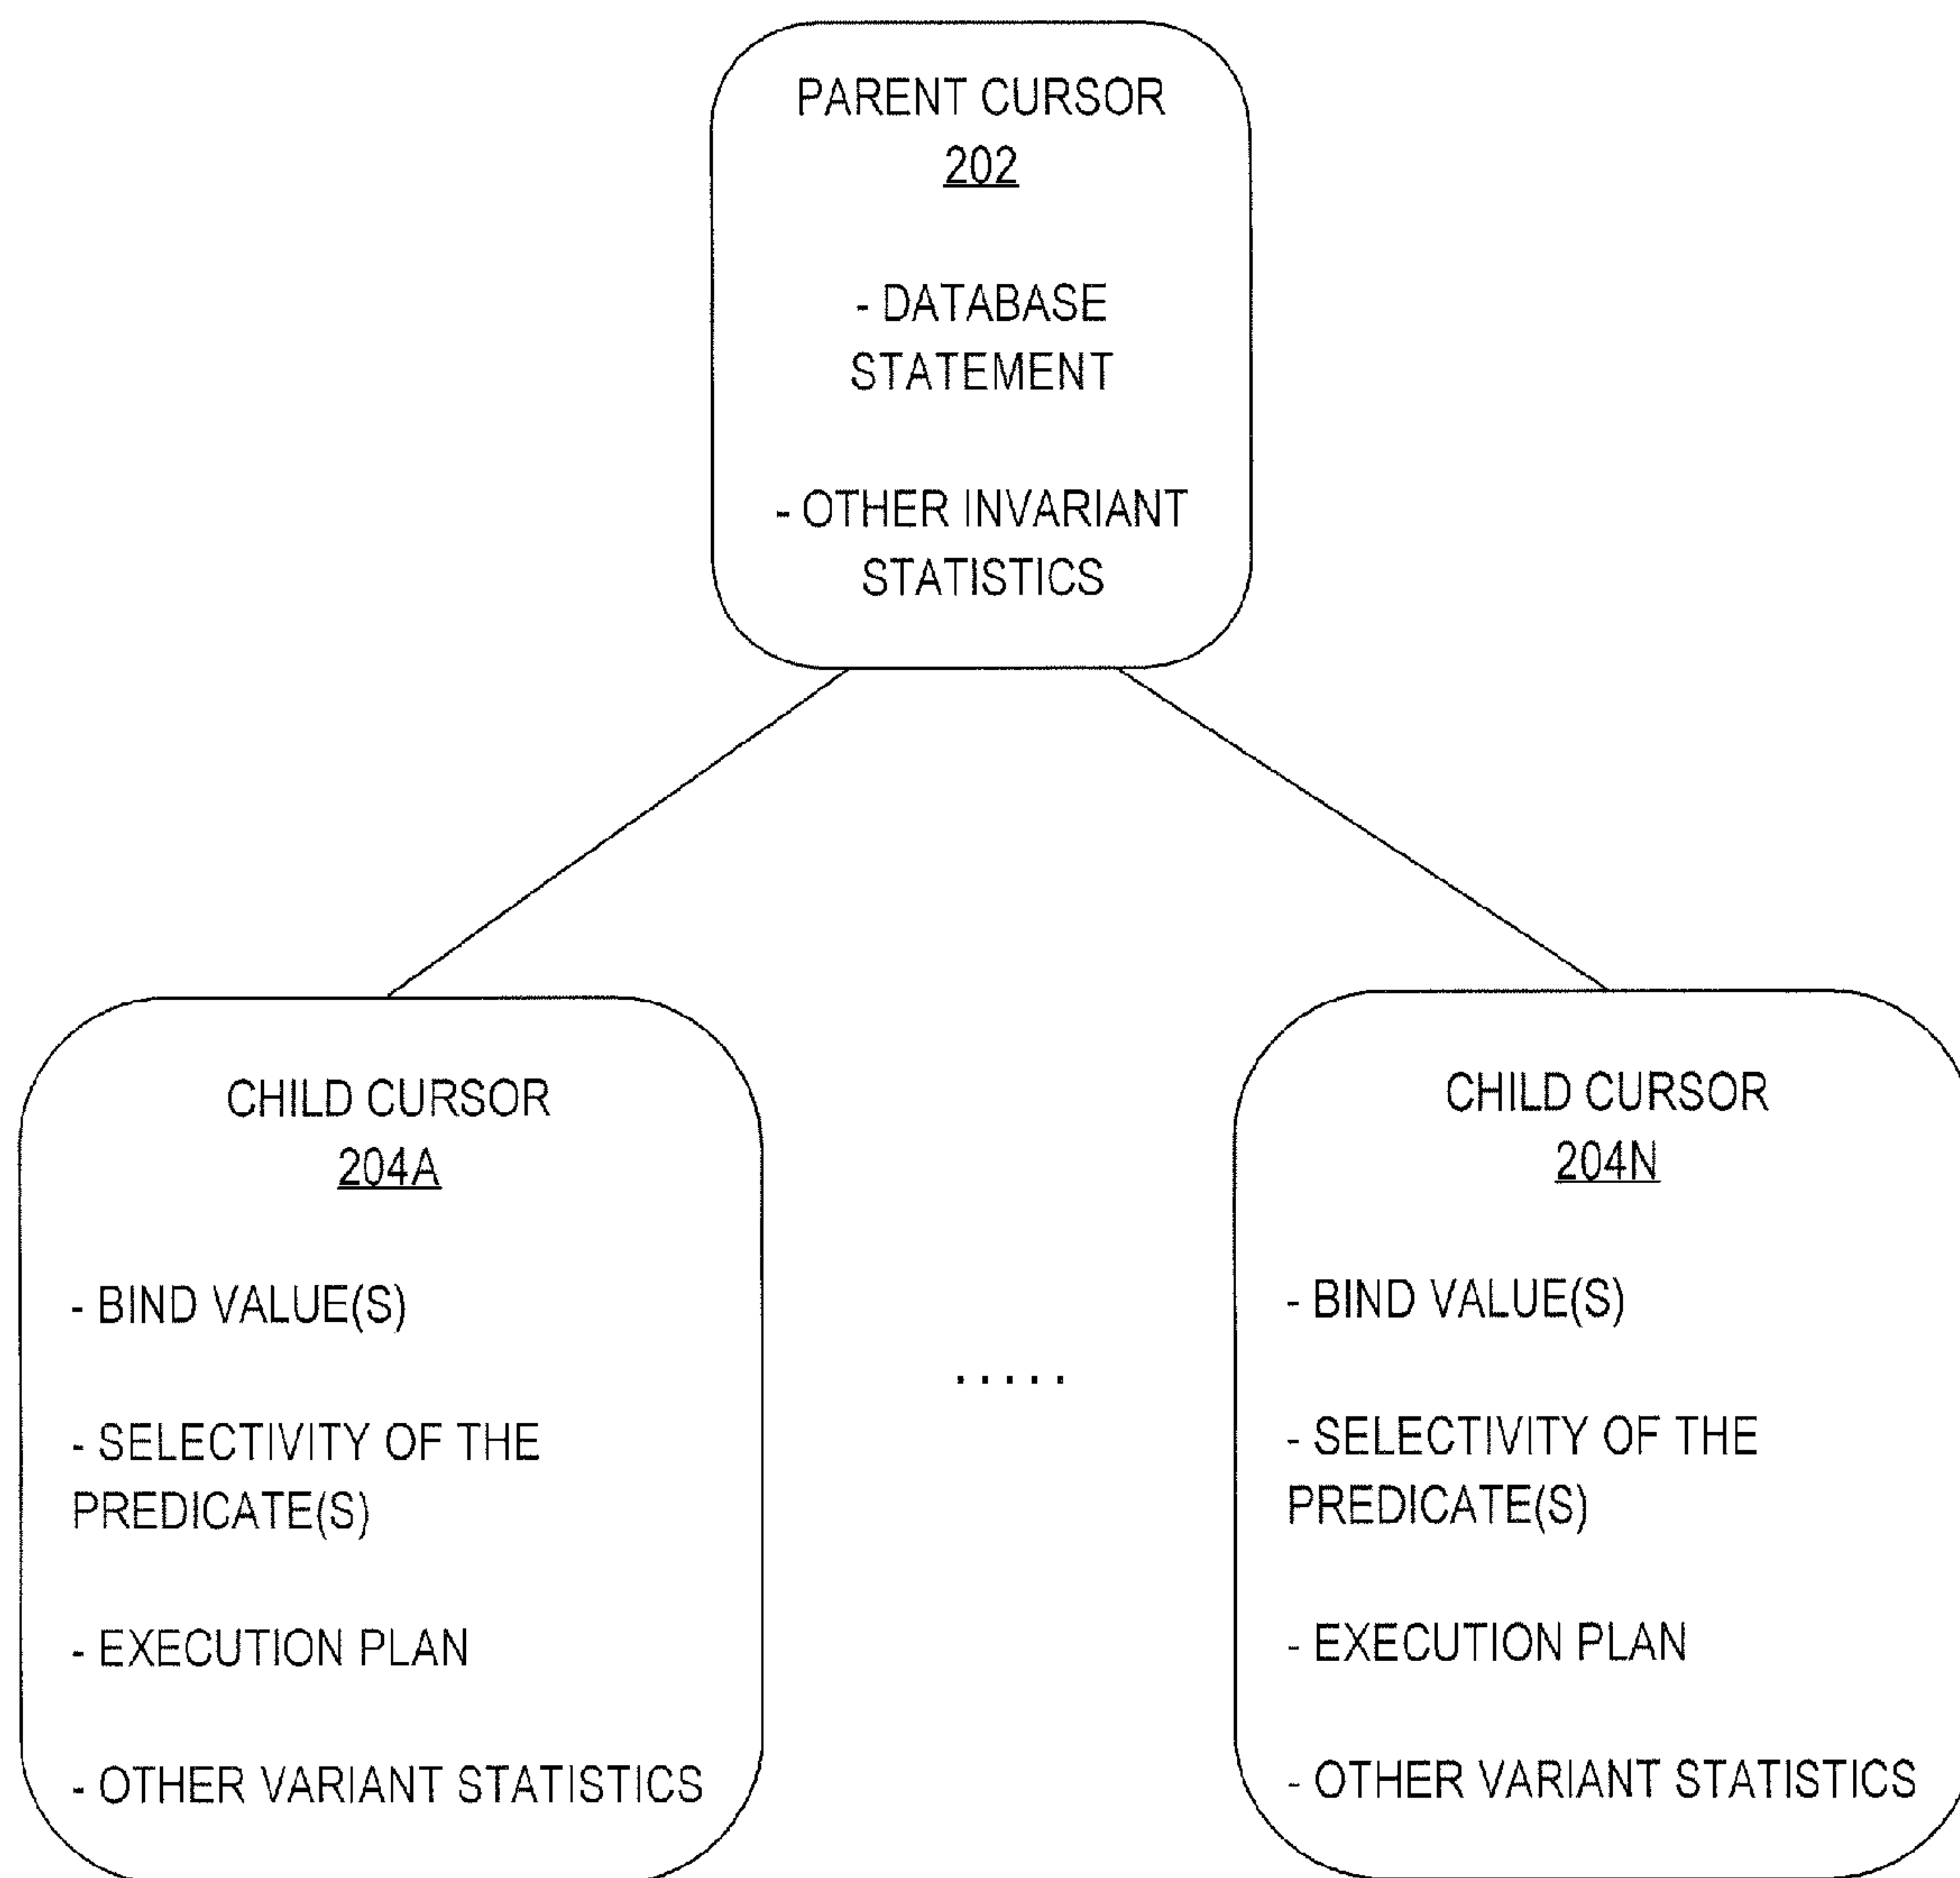 PARENT CURSOR
202
- DATABASE
STATEMENT
- OTHER INVARIANT
STATISTICS
CHILD CURSOR
204A
- BIND VALUE(S)
- SELECTIVITY OF THE
PREDICATE(S)
- EXECUTION PLAN
- OTHER VARIANT STATISTICS
.....
CHILD CURSOR
204N
- BIND VALUE(S)
- SELECTIVITY OF THE
PREDICATE(S)
- EXECUTION PLAN
- OTHER VARIANT STATISTICS